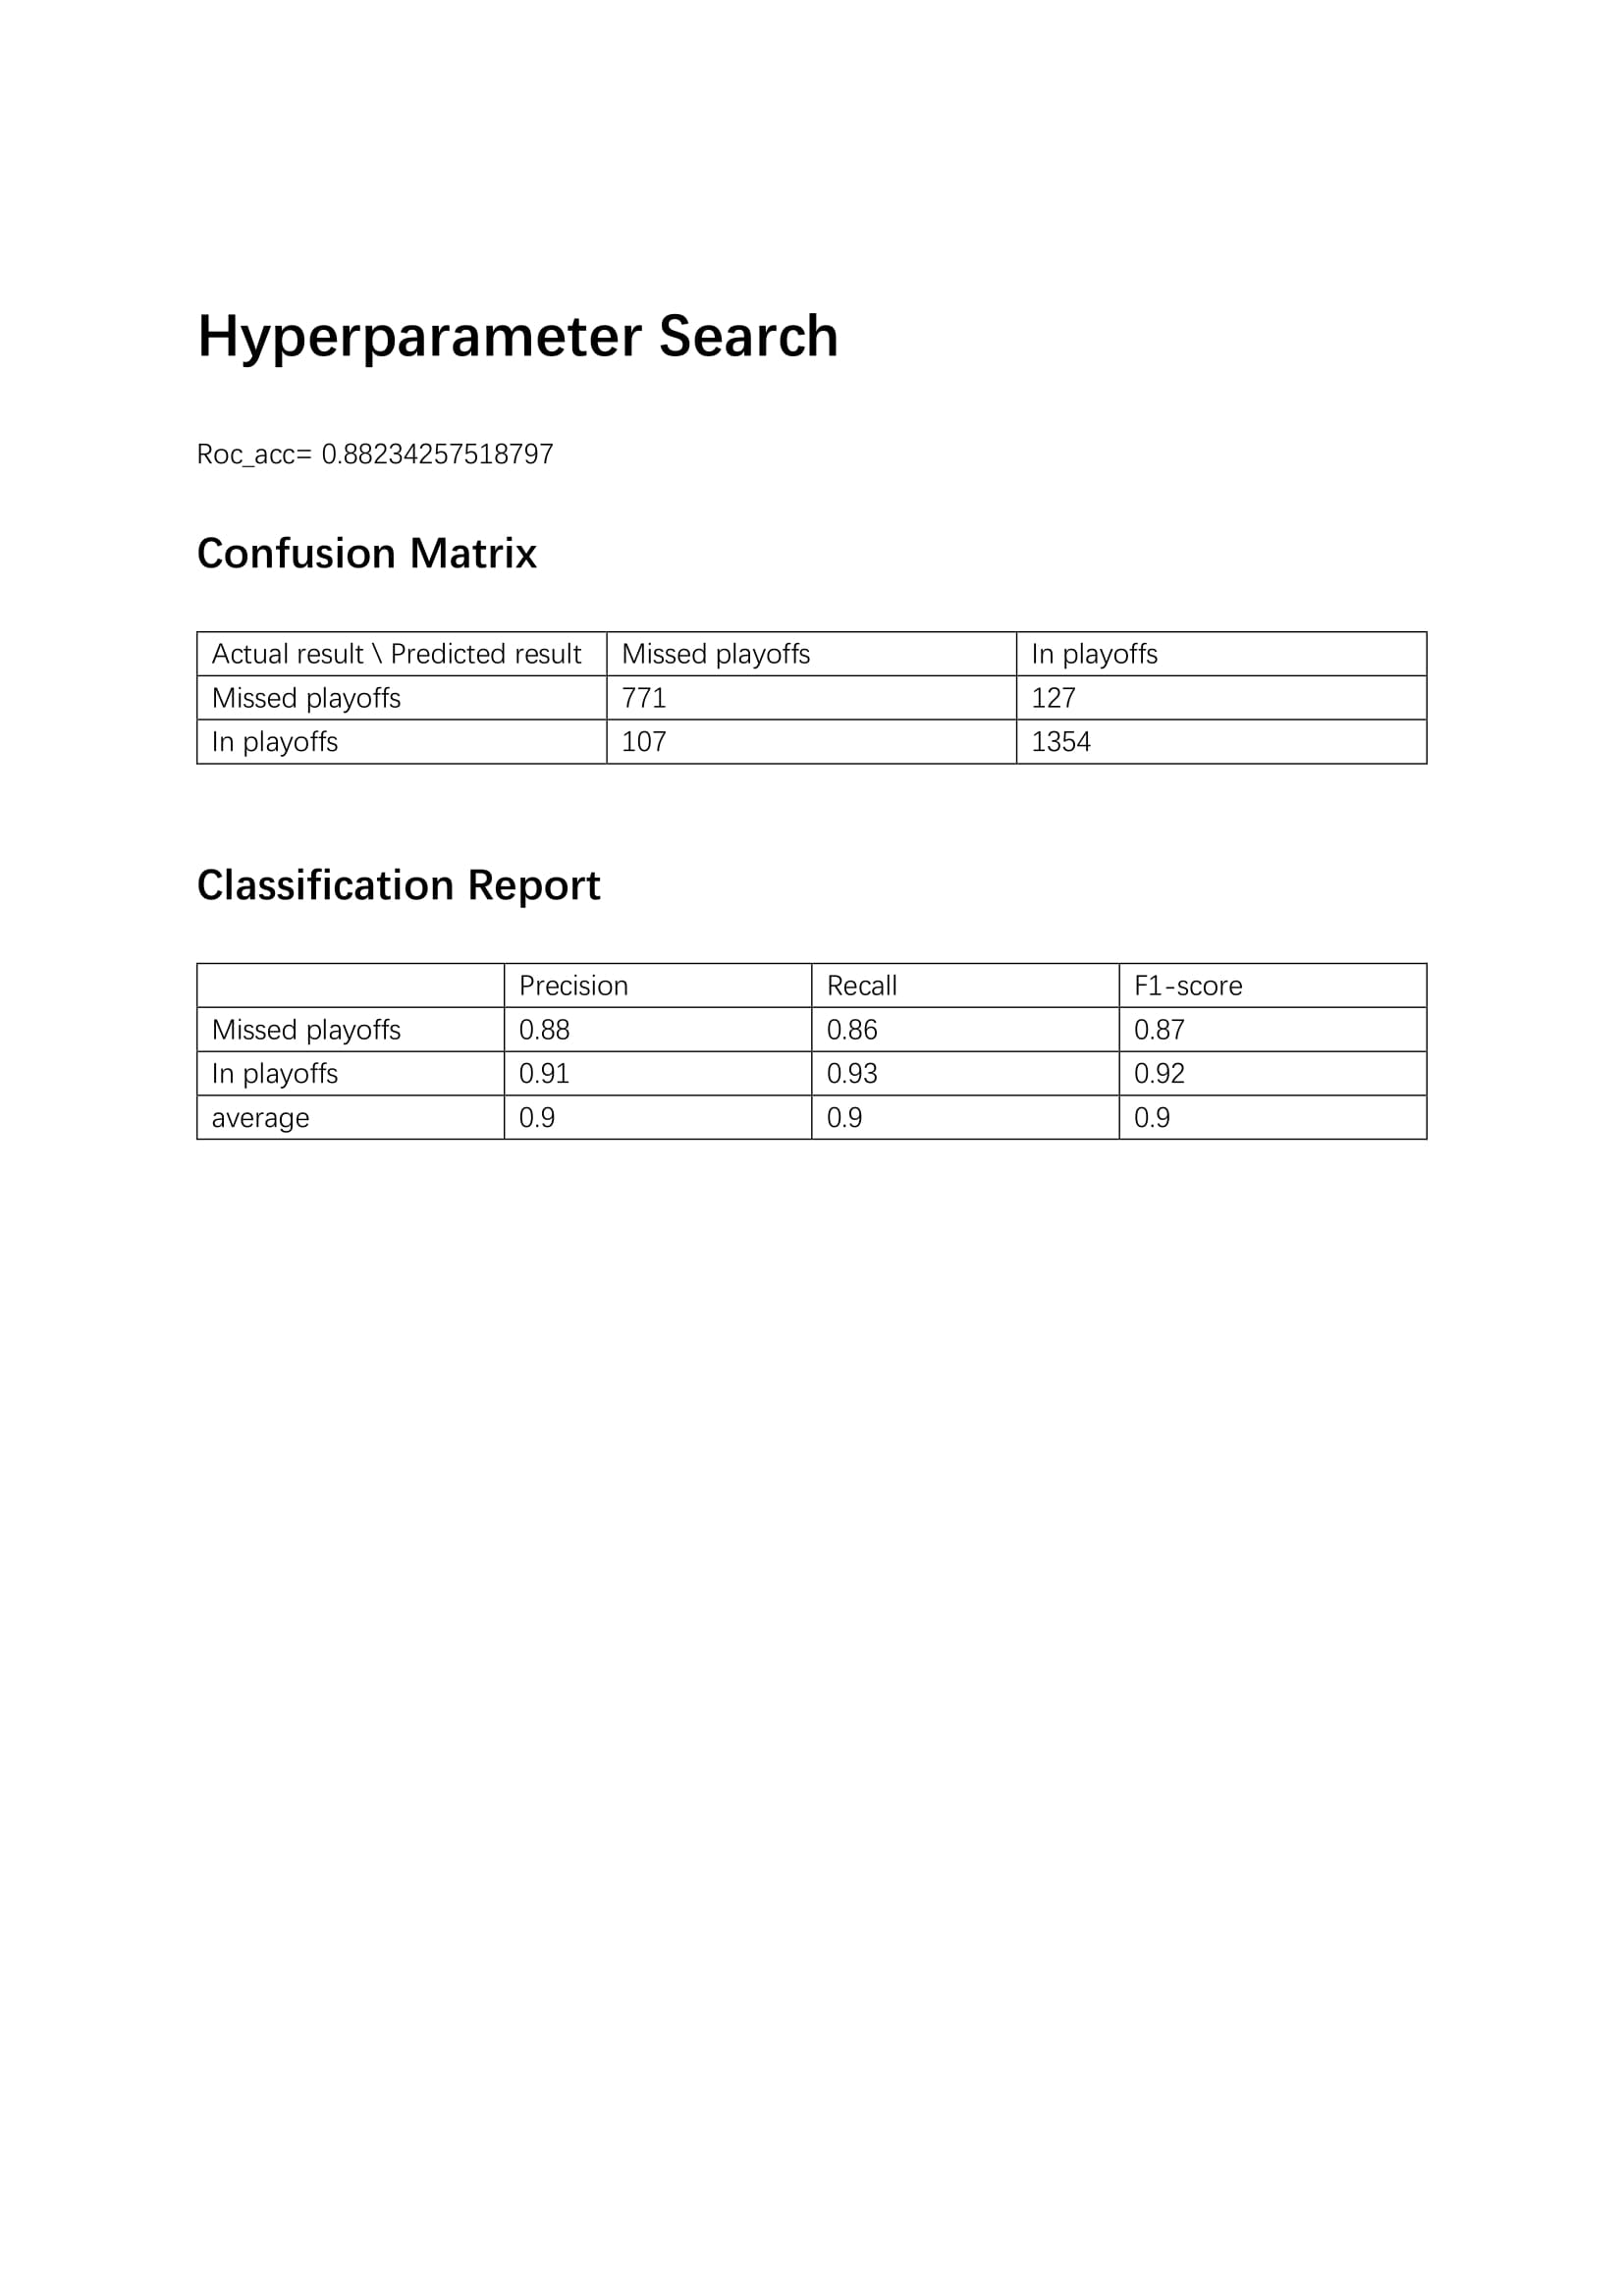 Hyperparameter Search
Roc_acc= 0.88234257518797
Confusion Matrix
Actual result \ Predicted result Missed playoffs In playoffs
Missed playoffs 771 127
In playoffs 107 1354
Classification Report
Precision Recall F1-score
Missed playoffs 0.88 0.86 0.87
In playoffs 0.91 0.93 0.92
average 0.9 0.9 0.9